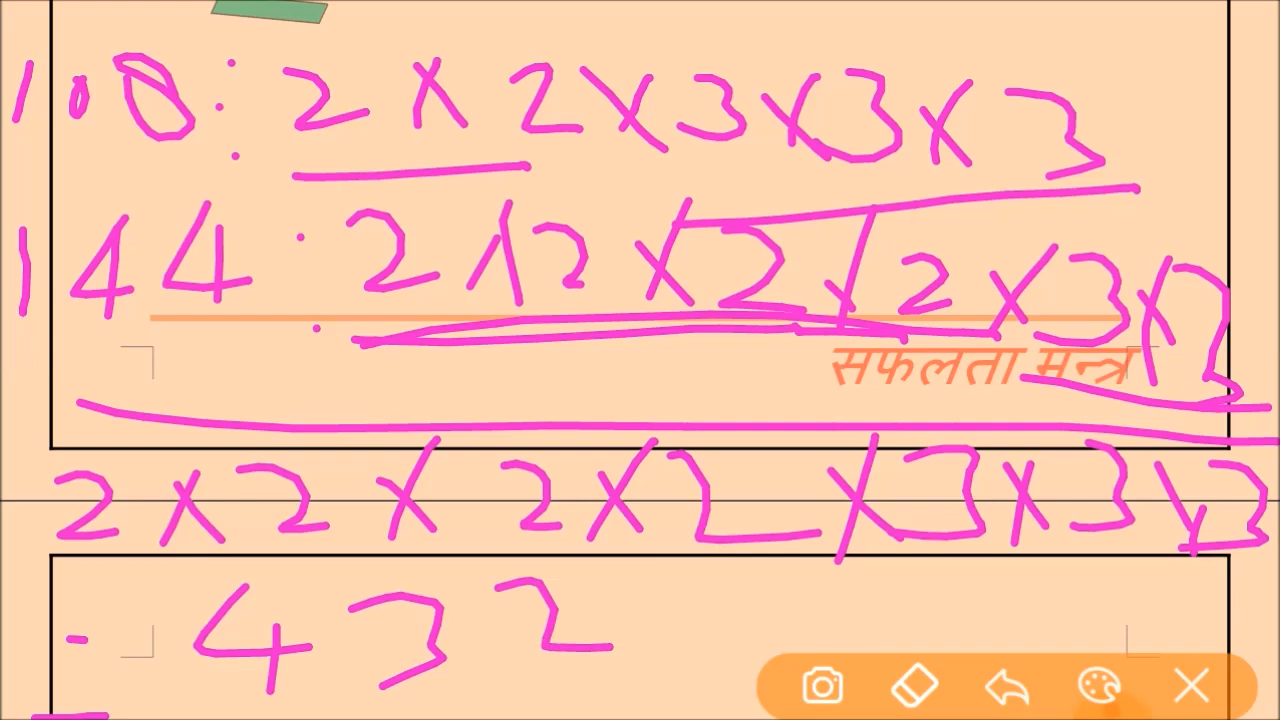 108 : 2 × 2 × 3 × 3 × 3
144 : 2 × 2 × 2 × 2 × 3 × 3
सफलता मन्त्र
2 × 2 × 2 × 2 × 3 × 3 × 3
- 432